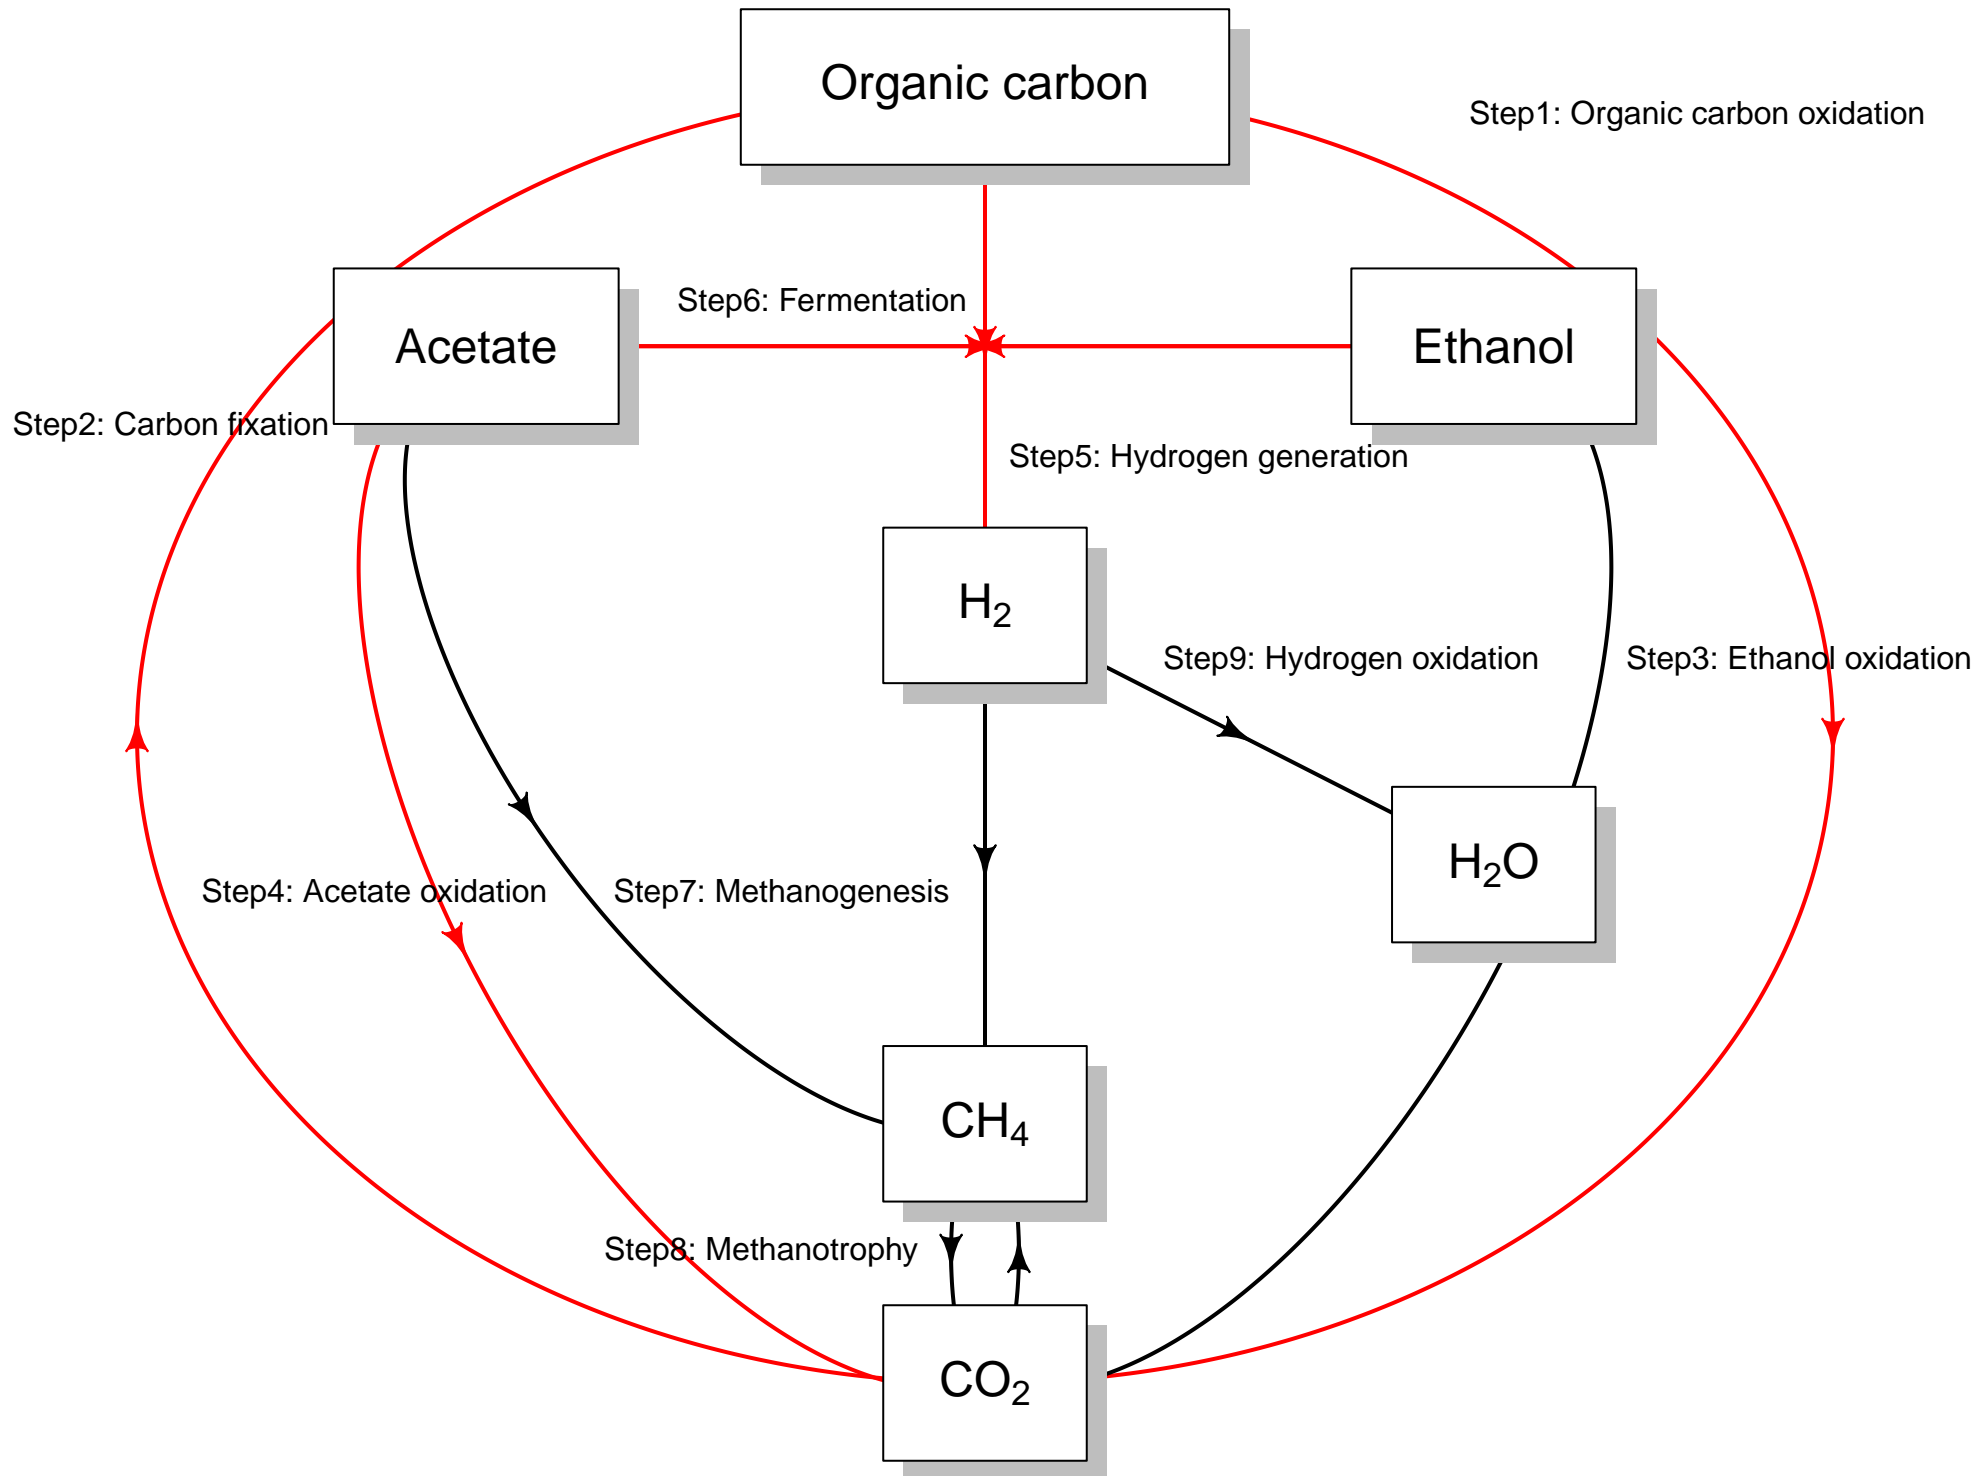 Organic carbon
Step1: Organic carbon oxidation
Step6: Fermentation
Acetate
Ethanol
Step2: Carbon fixation
Step5: Hydrogen generation
H₂
Step9: Hydrogen oxidation
Step3: Ethanol oxidation
H₂O
Step4: Acetate oxidation
Step7: Methanogenesis
CH₄
Step8: Methanotrophy
CO₂